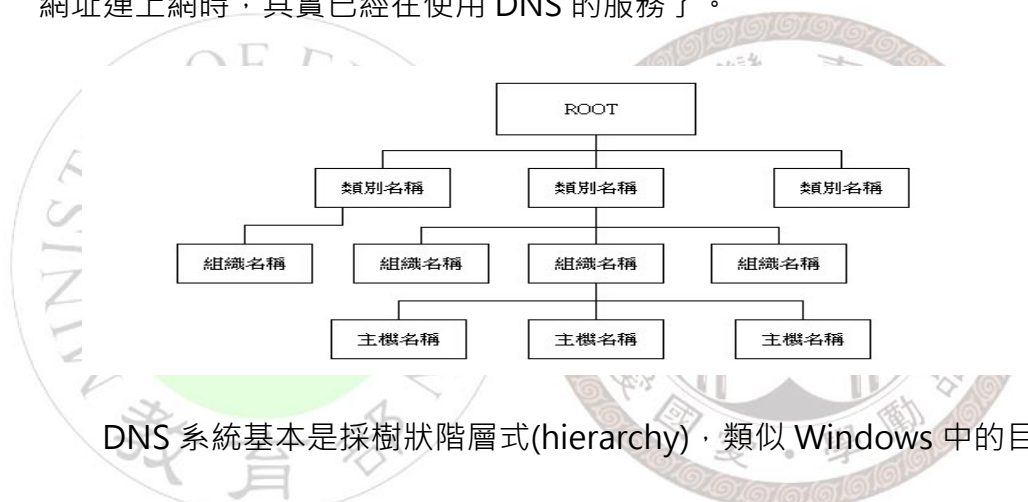 網址連上網時，其實已經在使用 DNS 的服務了。
ROOT
類別名稱 類別名稱 類別名稱
組織名稱 組織名稱 組織名稱 組織名稱
主機名稱 主機名稱 主機名稱
DNS 系統基本是採樹狀階層式(hierarchy)，類似 Windows 中的目
教育部